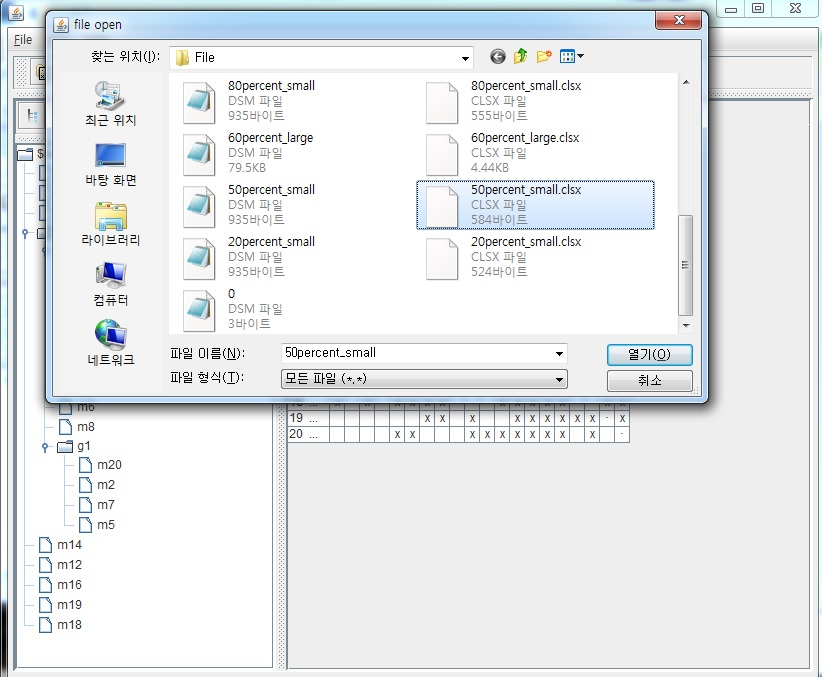 file open
File
찾는 위치(I):
File
최근 위치
바탕 화면
라이브러리
컴퓨터
네트워크
80percent_small
DSM 파일
935바이트
80percent_small.clsx
CLSX 파일
555바이트
60percent_large
DSM 파일
79.5KB
60percent_large.clsx
CLSX 파일
4.44KB
50percent_small
DSM 파일
935바이트
50percent_small.clsx
CLSX 파일
584바이트
20percent_small
DSM 파일
935바이트
20percent_small.clsx
CLSX 파일
524바이트
0
DSM 파일
3바이트
파일 이름(N):
50percent_small
열기(O)
파일 형식(T):
모든 파일 (*.*)
취소
m6
m8
g1
m20
m2
m7
m5
m14
m12
m16
m19
m18
19 ... x x x x x x x x x · x
20 ... x x x x x x x x x x ·